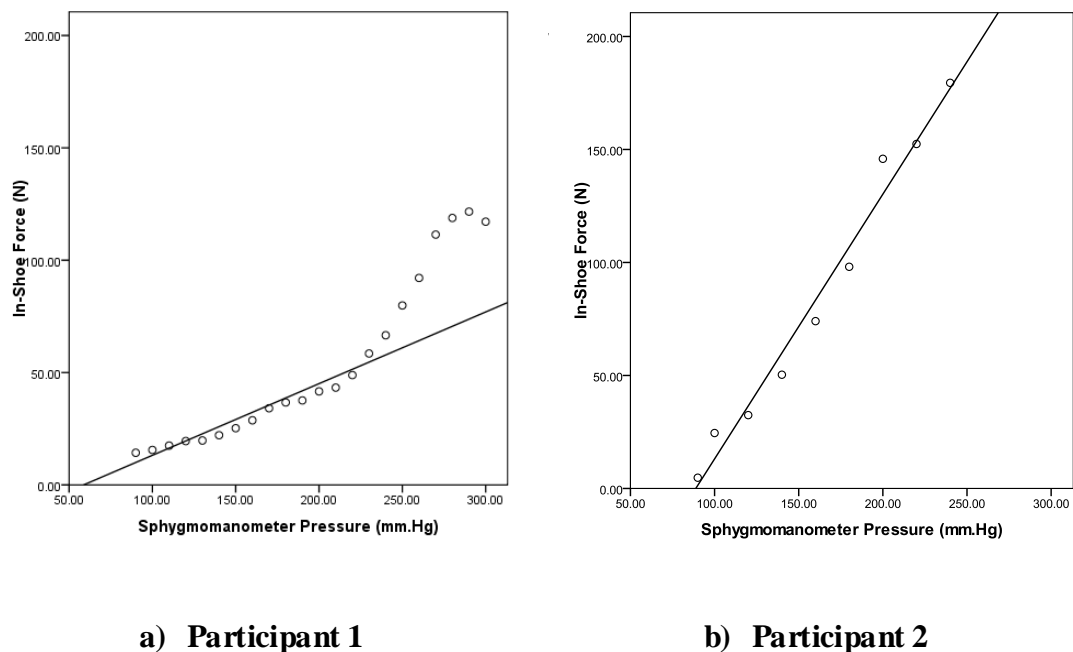 200.00
150.00
100.00
50.00
0.00
In-Shoe Force (N)
50.00 100.00 150.00 200.00 250.00 300.00
Sphygmomanometer Pressure (mm.Hg)
a) Participant 1
200.00
150.00
100.00
50.00
0.00
In-Shoe Force (N)
50.00 100.00 150.00 200.00 250.00 300.00
Sphygmomanometer Pressure (mm.Hg)
b) Participant 2